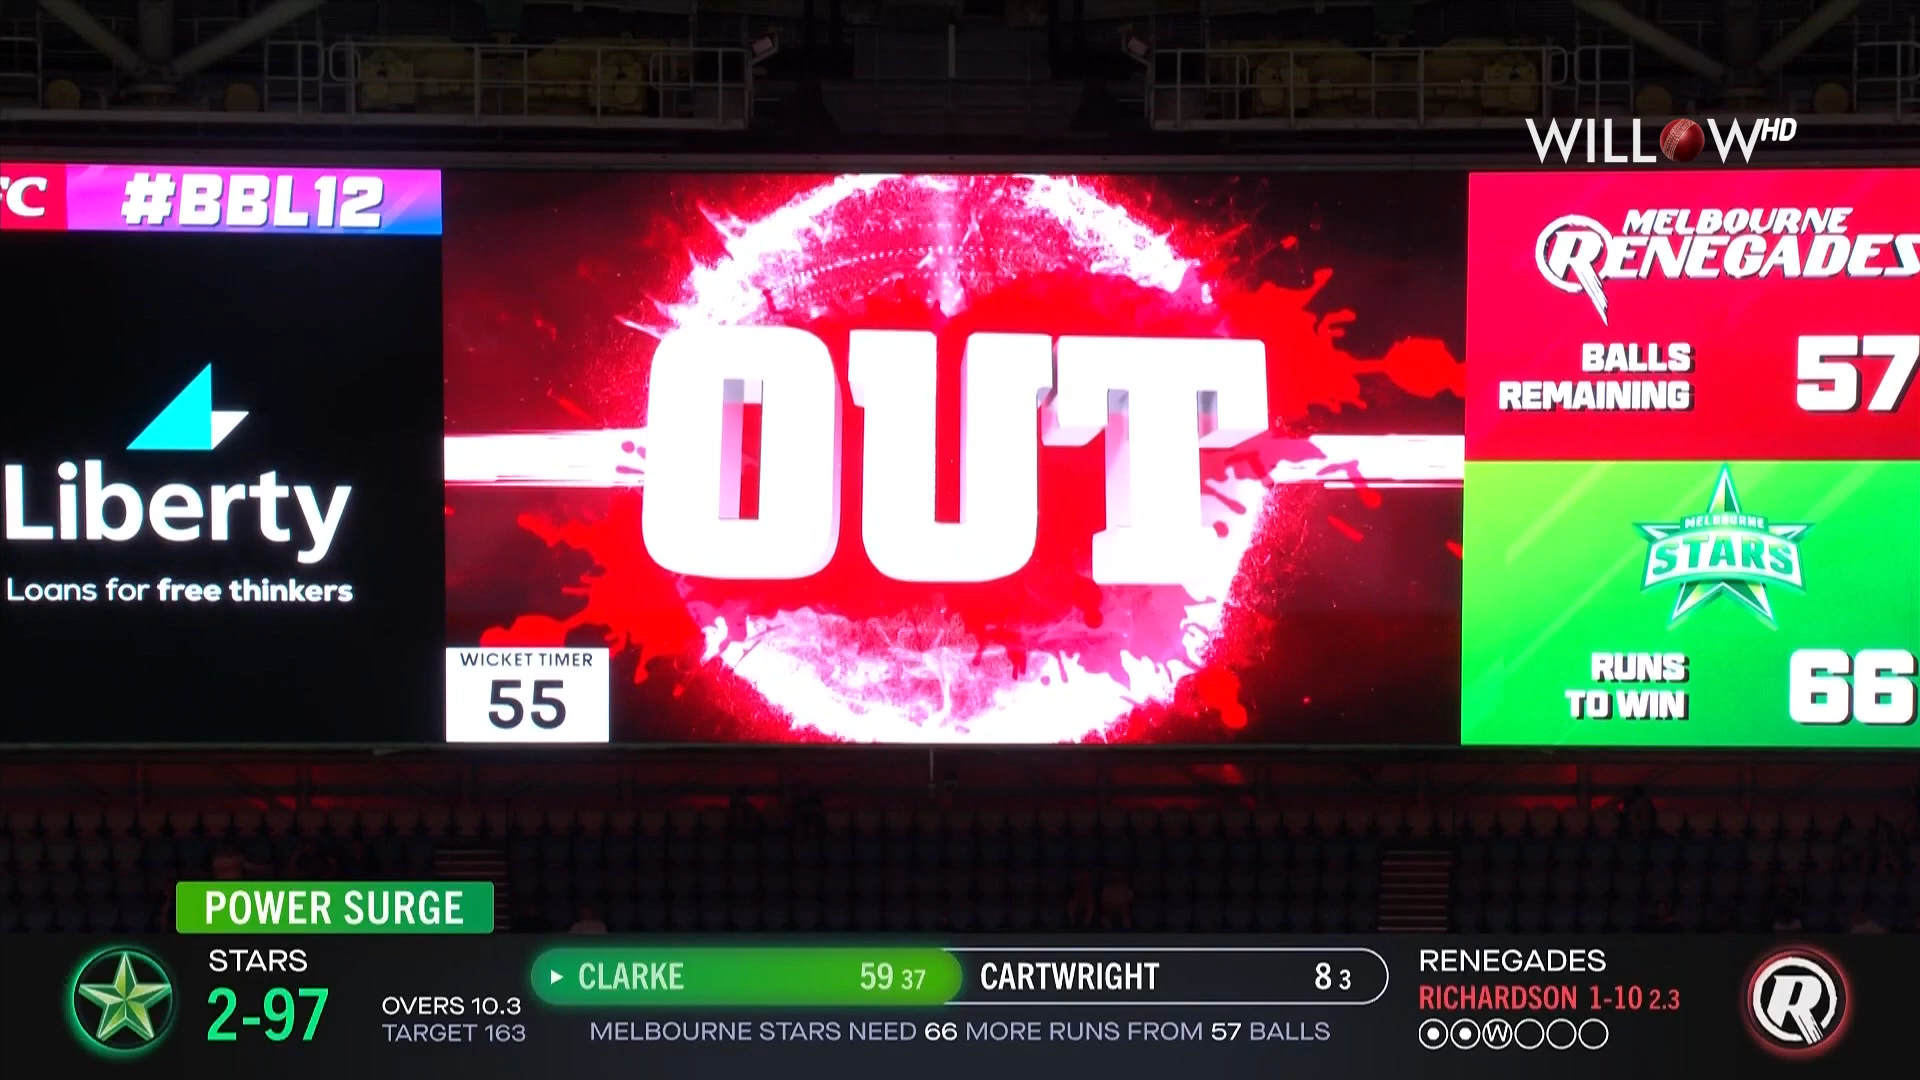 WILLOW HD
FC
#BBL12
Liberty
Loans for free thinkers
OUT
WICKET TIMER
55
MELBOURNE
RENEGADES
BALLS
REMAINING
57
MELBOURNE
STARS
RUNS
TO WIN
66
POWER SURGE
STARS
2-97
OVERS 10.3
TARGET 163
CLARKE 59 37
CARTWRIGHT 8 3
MELBOURNE STARS NEED 66 MORE RUNS FROM 57 BALLS
RENEGADES
RICHARDSON 1-10 2.3
W
R